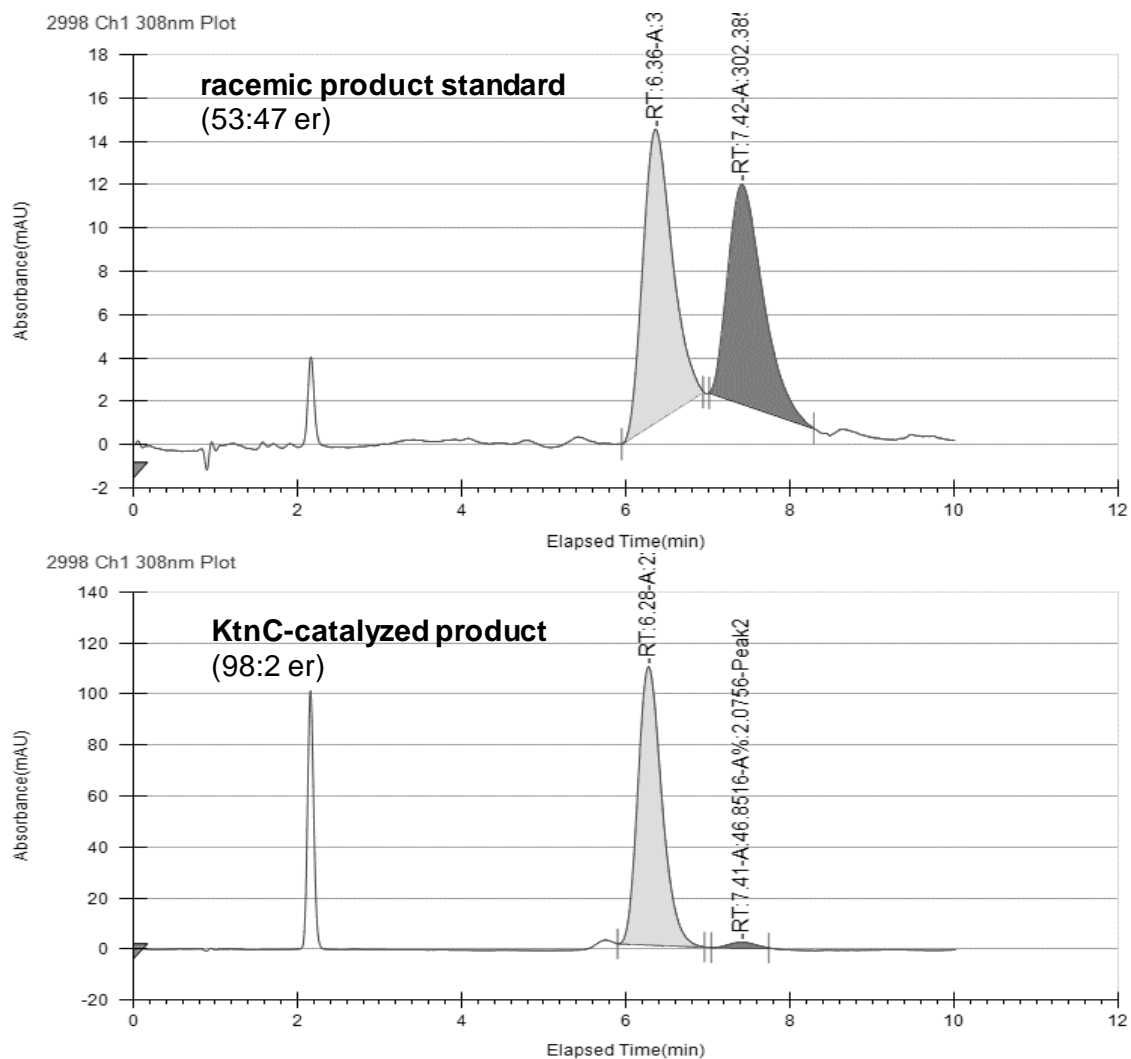 2998 Ch1 308nm Plot
racemic product standard
(53:47 er)
RT:6.36-A:3
RT:7.42-A:302.385
18
16
14
12
10
8
6
4
2
0
-2
Absorbance(mAU)
0 2 4 6 8 10 12
Elapsed Time(min)
2998 Ch1 308nm Plot
KtnC-catalyzed product
(98:2 er)
RT:6.28-A:2
RT:7.41-A:46.8516-A%:2.0756-Peak2
140
120
100
80
60
40
20
0
-20
Absorbance(mAU)
0 2 4 6 8 10 12
Elapsed Time(min)